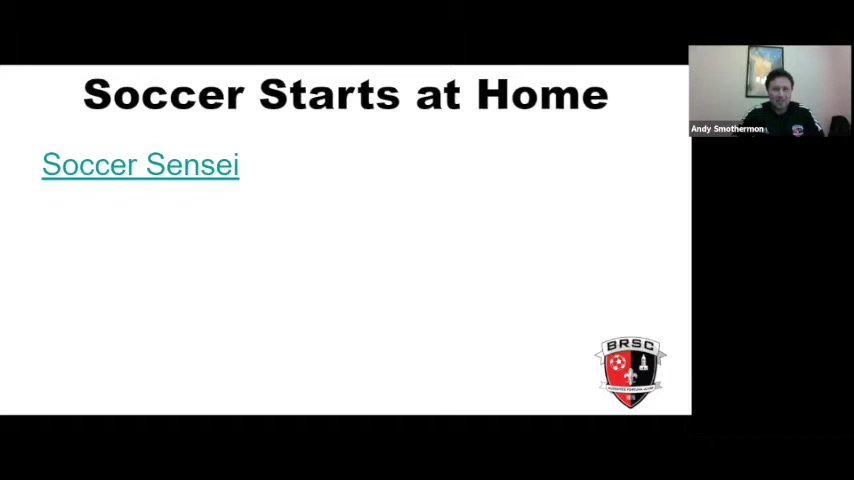 Soccer Starts at Home
Andy Smothermon
Soccer Sensei
BRSC